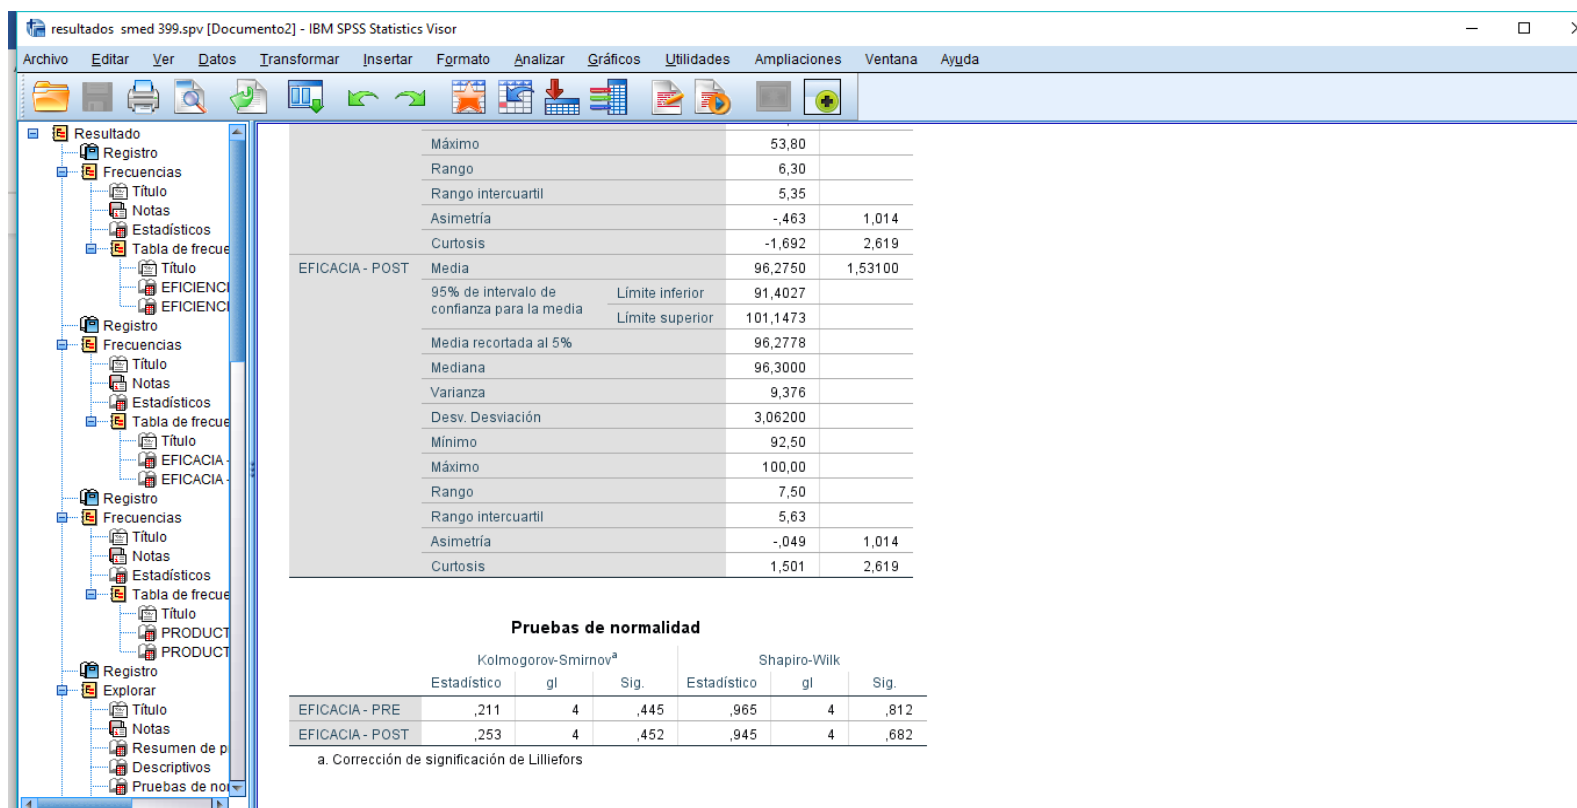 resultados smed 399.spv [Documento2] - IBM SPSS Statistics Visor
Archivo Editar Ver Datos Transformar Insertar Formato Analizar Gráficos Utilidades Ampliaciones Ventana Ayuda
Resultado
Registro
Frecuencias
Título
Notas
Estadísticos
Tabla de frecue
Título
EFICIENCI
EFICIENCI
Registro
Frecuencias
Título
Notas
Estadísticos
Tabla de frecue
Título
EFICACIA -
EFICACIA -
Registro
Frecuencias
Título
Notas
Estadísticos
Tabla de frecue
Título
PRODUCT
PRODUCT
Registro
Explorar
Título
Notas
Resumen de p
Descriptivos
Pruebas de nor
Máximo 53,80
Rango 6,30
Rango intercuartil 5,35
Asimetría -,463 1,014
Curtosis -1,692 2,619
EFICACIA - POST Media 96,2750 1,53100
95% de intervalo de confianza para la media Límite inferior 91,4027
Límite superior 101,1473
Media recortada al 5% 96,2778
Mediana 96,3000
Varianza 9,376
Desv. Desviación 3,06200
Mínimo 92,50
Máximo 100,00
Rango 7,50
Rango intercuartil 5,63
Asimetría -,049 1,014
Curtosis 1,501 2,619
Pruebas de normalidad
Kolmogorov-Smirnovª Shapiro-Wilk
Estadístico gl Sig. Estadístico gl Sig.
EFICACIA - PRE ,211 4 ,445 ,965 4 ,812
EFICACIA - POST ,253 4 ,452 ,945 4 ,682
a. Corrección de significación de Lilliefors